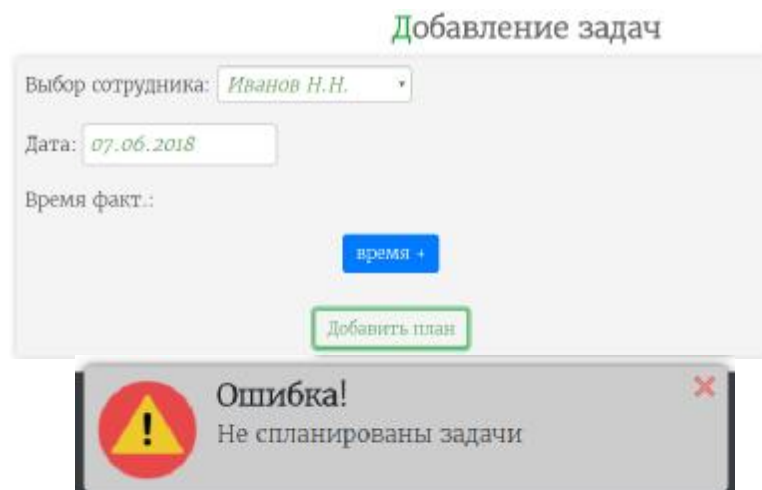 Добавление задач
Выбор сотрудника: Иванов Н.Н.
Дата: 07.06.2018
Время факт.:
время +
Добавить план
Ошибка!
Не спланированы задачи